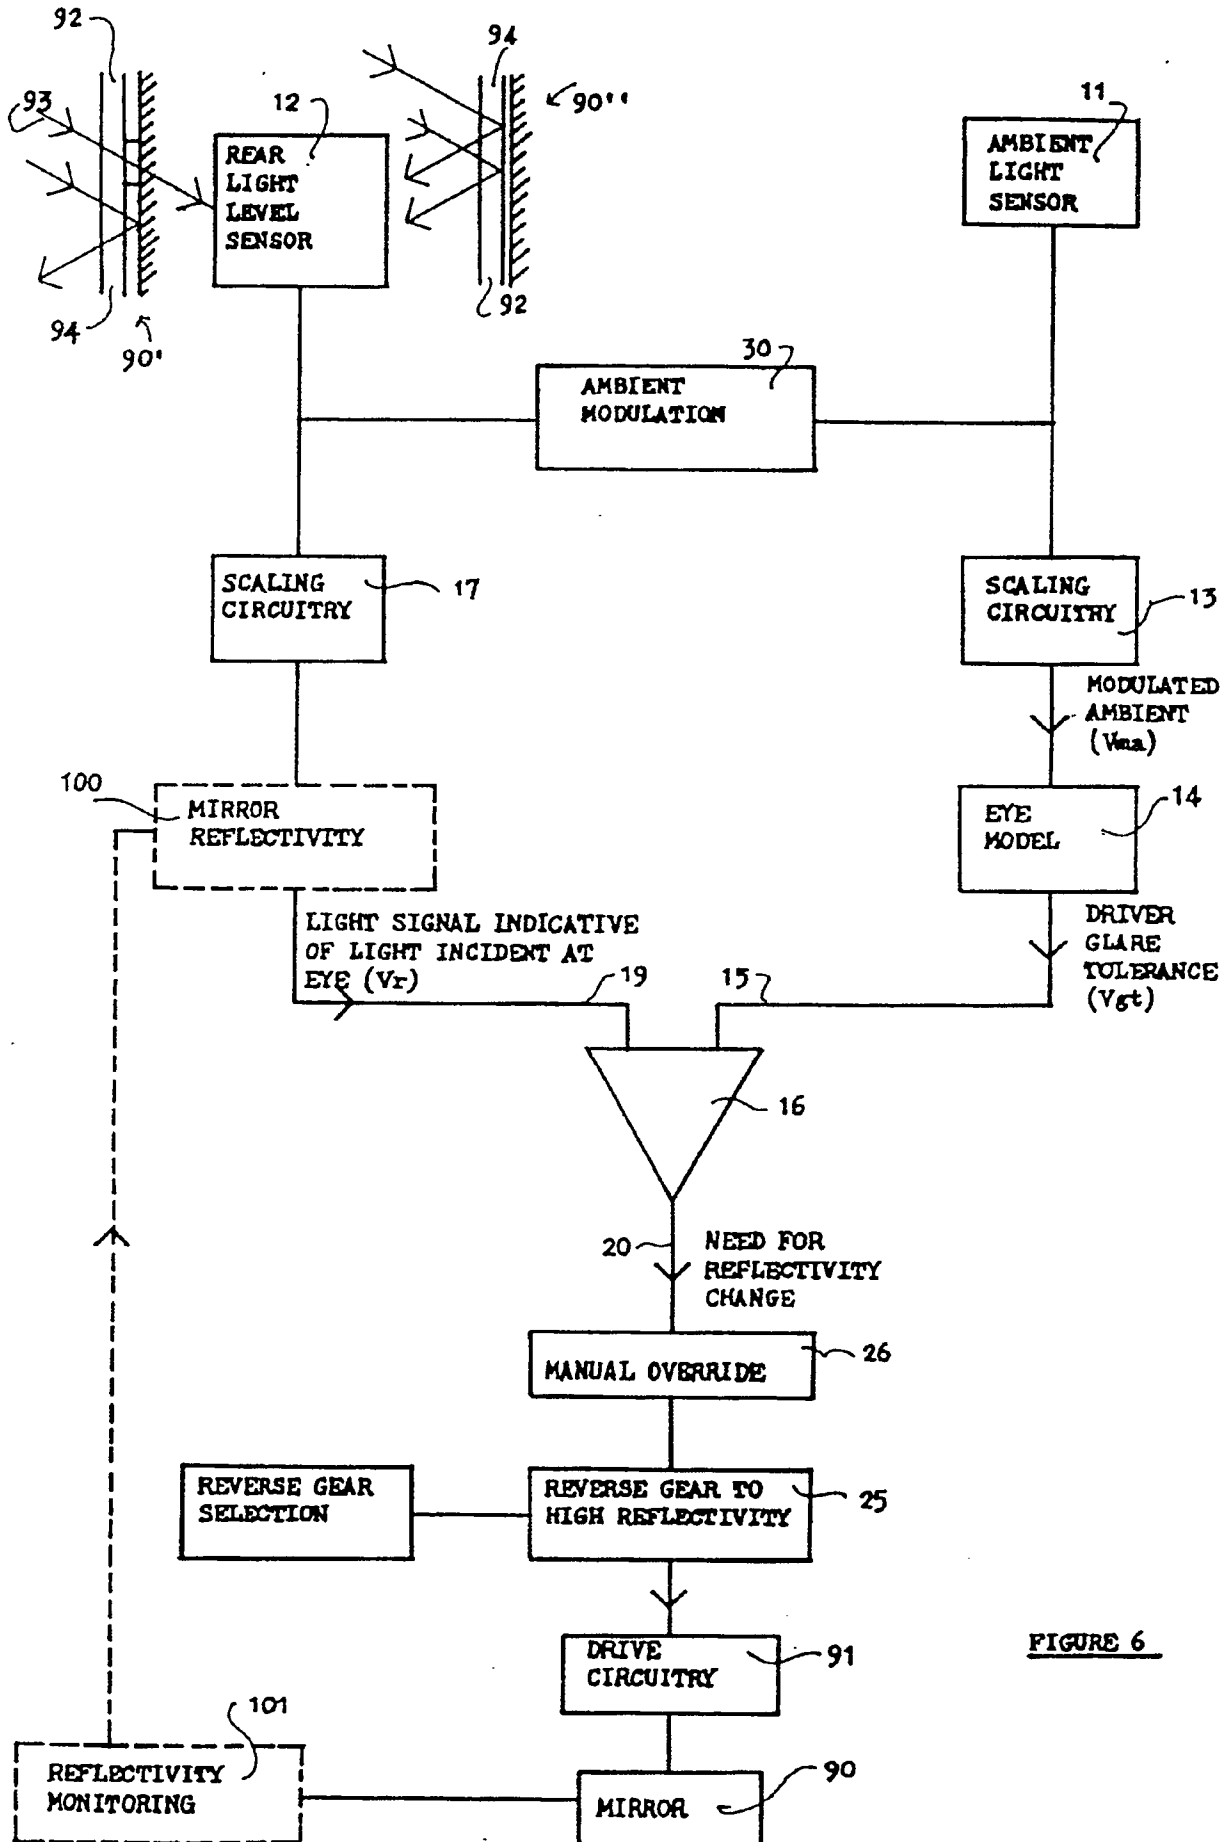 92
94
93
12
90''
11
REAR
LIGHT
LEVEL
SENSOR
AMBIENT
LIGHT
SENSOR
92
94
90'
30
AMBIENT
MODULATION
SCALING
CIRCUITRY
17
SCALING
CIRCUITRY
13
MODULATED
AMBIENT
(Vma)
100
MIRROR
REFLECTIVITY
EYE
MODEL
14
LIGHT SIGNAL INDICATIVE
OF LIGHT INCIDENT AT
EYE (Vr)
DRIVER
GLARE
TOLERANCE
(Vgt)
19
15
16
20
NEED FOR
REFLECTIVITY
CHANGE
MANUAL OVERRIDE
26
REVERSE GEAR
SELECTION
REVERSE GEAR TO
HIGH REFLECTIVITY
25
DRIVE
CIRCUITRY
91
FIGURE 6
101
REFLECTIVITY
MONITORING
MIRROR
90